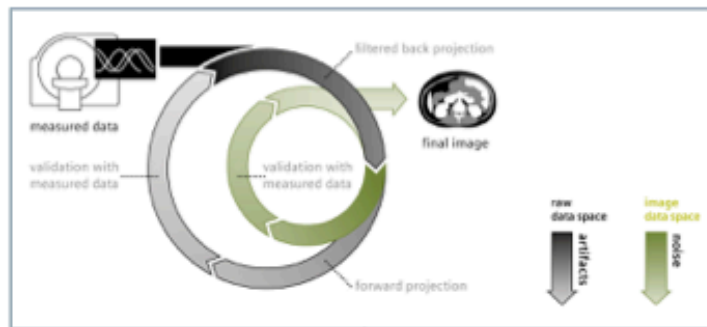 filtered back projection
measured data
final image
validation with
measured data
validation with
measured data
raw
data space
artifacts
image
data space
noise
forward projection